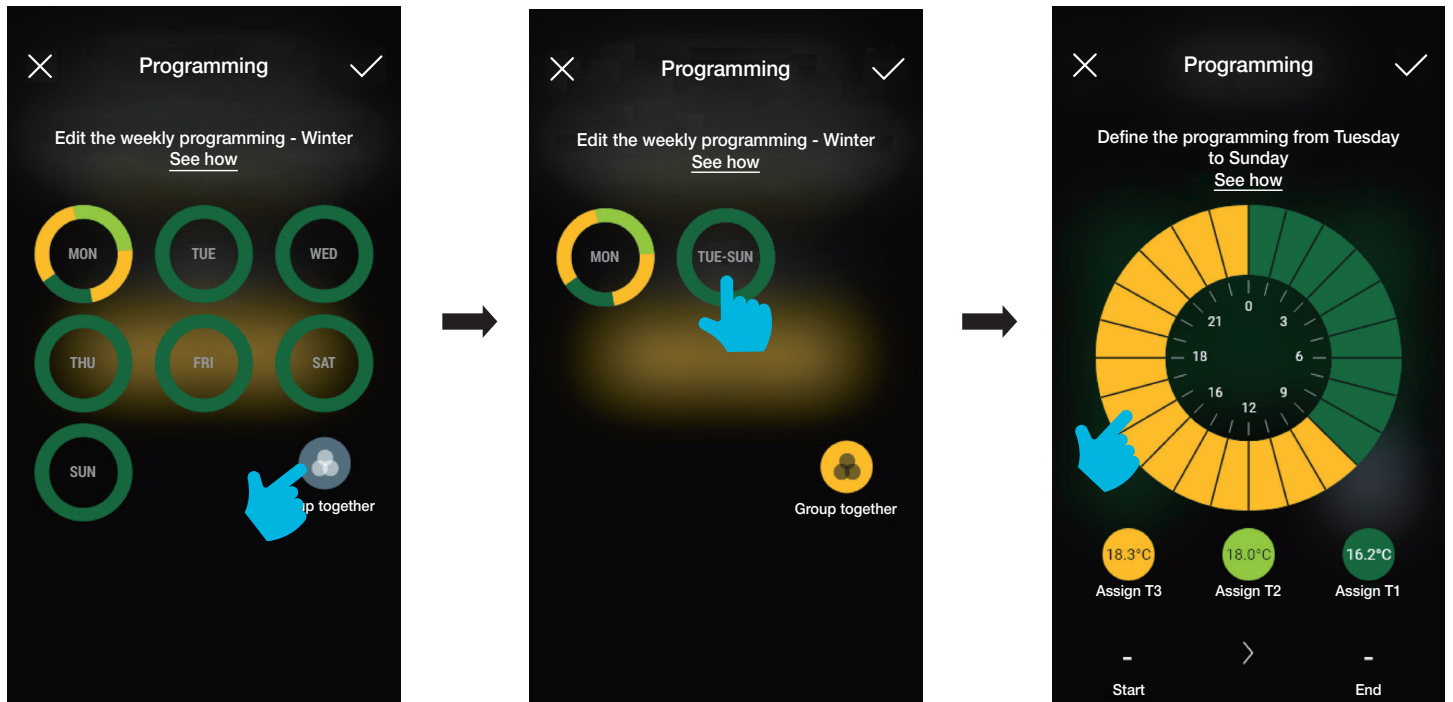 Programming
Edit the weekly programming - Winter
See how
MON
TUE
WED
THU
FRI
SAT
SUN
up together
Programming
Edit the weekly programming - Winter
See how
MON
TUE-SUN
Group together
Programming
Define the programming from Tuesday
to Sunday
See how
0
3
6
9
12
16
18
21
18.3°C
18.0°C
16.2°C
Assign T3
Assign T2
Assign T1
-
-
Start
End